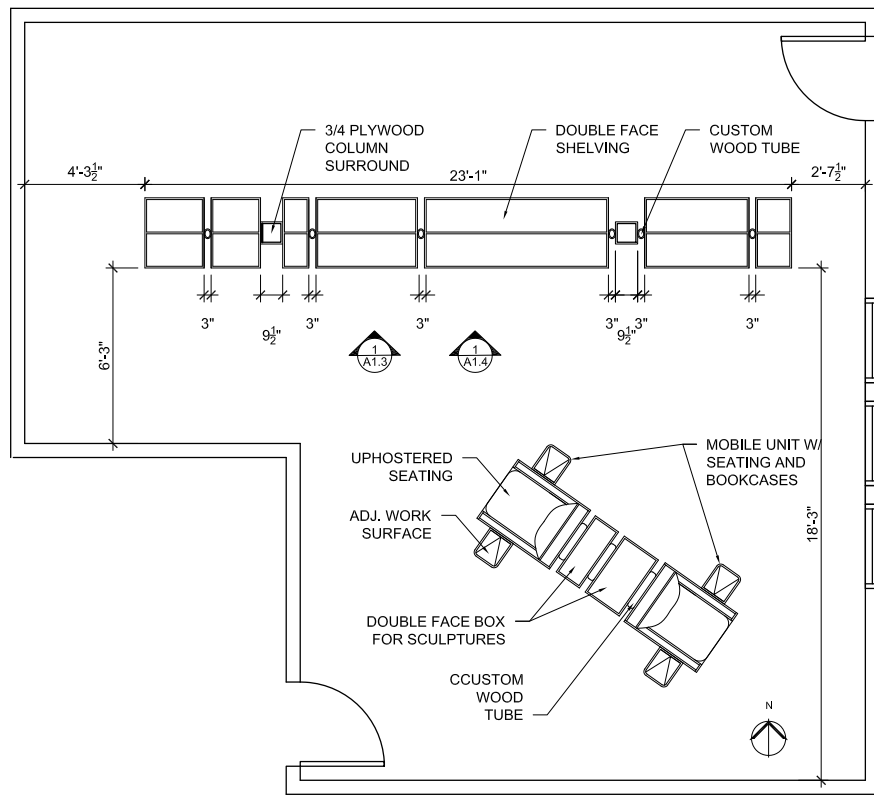 3/4 PLYWOOD
COLUMN
SURROUND
DOUBLE FACE
SHELVING
CUSTOM
WOOD TUBE
4'-3½"
23'-1"
2'-7½"
3"
9½"
3"
3"
3"
9½"
3"
3"
6'-3"
1
A1.3
1
A1.4
UPHOSTERED
SEATING
MOBILE UNIT W/
SEATING AND
BOOKCASES
ADJ. WORK
SURFACE
18'-3"
DOUBLE FACE BOX
FOR SCULPTURES
CCUSTOM
WOOD
TUBE
N